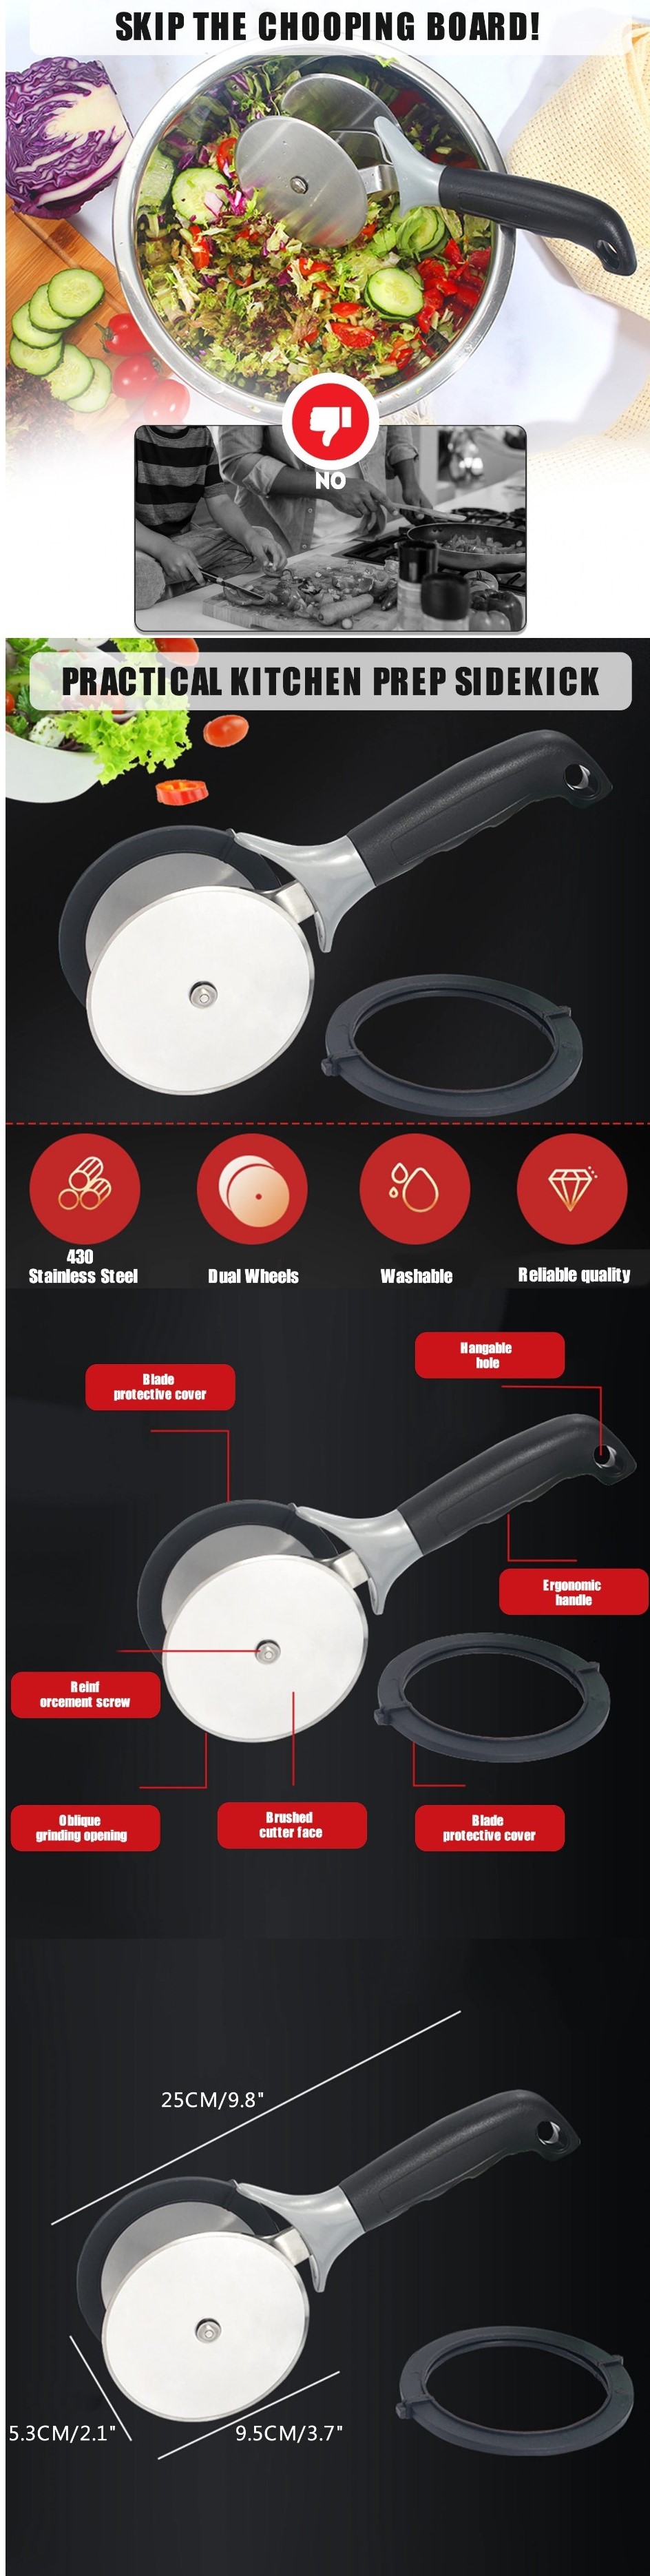 SKIP THE CHOOPING BOARD!
NO
PRACTICAL KITCHEN PREP SIDEKICK
430
Stainless Steel
Dual Wheels
Washable
Reliable quality
Hangable
hole
Blade
protective cover
Ergonomic
handle
Reinf
orcement screw
Oblique
grinding opening
Brushed
cutter face
Blade
protective cover
25CM/9.8"
5.3CM/2.1"
9.5CM/3.7"